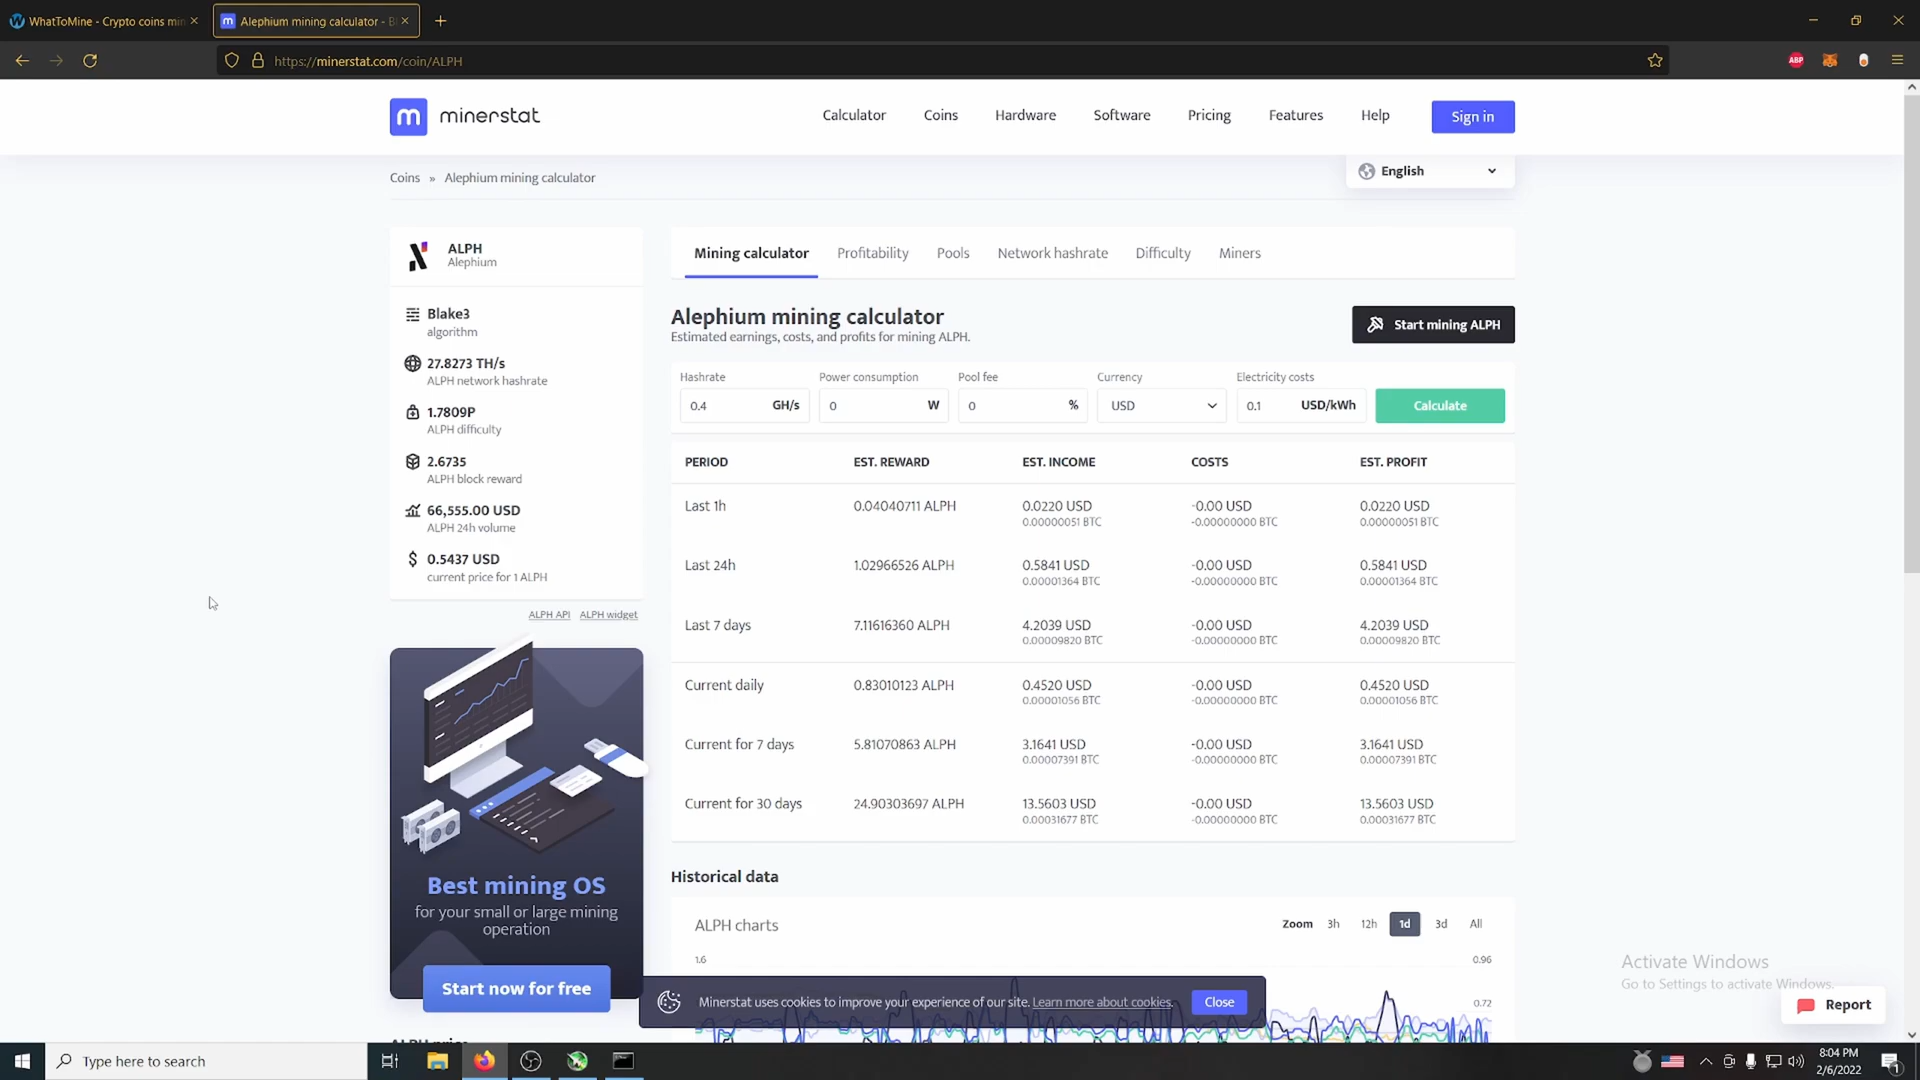 WhatToMine - Crypto coins min
Alephium mining calculator - B
https://minerstat.com/coin/ALPH
ABP
m minerstat
Calculator Coins Hardware Software Pricing Features Help Sign in
Coins » Alephium mining calculator
English
ALPH
Alephium
Blake3
algorithm
27.8273 TH/s
ALPH network hashrate
1.7809P
ALPH difficulty
2.6735
ALPH block reward
66,555.00 USD
ALPH 24h volume
$ 0.5437 USD
current price for 1 ALPH
ALPH API ALPH widget
Best mining OS
for your small or large mining
operation
Start now for free
Mining calculator Profitability Pools Network hashrate Difficulty Miners
Alephium mining calculator
Estimated earnings, costs, and profits for mining ALPH.
Start mining ALPH
Hashrate Power consumption Pool fee Currency Electricity costs
0.4 GH/s 0 W 0 % USD 0.1 USD/kWh Calculate
PERIOD EST. REWARD EST. INCOME COSTS EST. PROFIT
Last 1h 0.04040711 ALPH 0.0220 USD -0.00 USD 0.0220 USD
0.00000051 BTC -0.00000000 BTC 0.00000051 BTC
Last 24h 1.02966526 ALPH 0.5841 USD -0.00 USD 0.5841 USD
0.00001364 BTC -0.00000000 BTC 0.00001364 BTC
Last 7 days 7.11616360 ALPH 4.2039 USD -0.00 USD 4.2039 USD
0.00009820 BTC -0.00000000 BTC 0.00009820 BTC
Current daily 0.83010123 ALPH 0.4520 USD -0.00 USD 0.4520 USD
0.00001056 BTC -0.00000000 BTC 0.00001056 BTC
Current for 7 days 5.81070863 ALPH 3.1641 USD -0.00 USD 3.1641 USD
0.00007391 BTC -0.00000000 BTC 0.00007391 BTC
Current for 30 days 24.90303697 ALPH 13.5603 USD -0.00 USD 13.5603 USD
0.00031677 BTC -0.00000000 BTC 0.00031677 BTC
Historical data
ALPH charts
Zoom 3h 12h 1d 3d All
1.6 0.96
0.72
Minerstat uses cookies to improve your experience of our site. Learn more about cookies. Close
Activate Windows
Go to Settings to activate Windows.
Report
Type here to search
8:04 PM
2/6/2022
1